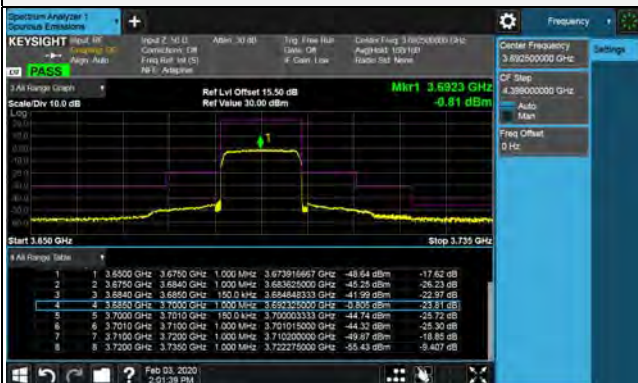 Spectrum Analyzer 1
Spurious Emissions
Frequency
KEYSIGHT Input: RF Input Z: 50 Ω Atten: 30 dB Trig: Free Run Center Freq: 3.692500000 GHz
Coupling: DC Corrections: Off Gate: Off Avg|Hold: 100/100
Align: Auto Freq Ref: Int (S) IF Gain: Low Radio Std: None
NFE: Adaptive
PASS
Center Frequency
3.692500000 GHz
Settings
CF Step
4.399000000 GHz
Auto
Man
Freq Offset
0 Hz
3 All Range Graph
Ref Lvl Offset 15.50 dB
Mkr1 3.6923 GHz
Scale/Div 10.0 dB
Ref Value 30.00 dBm
-0.81 dBm
Log
1
Start 3.650 GHz
Stop 3.735 GHz
All Range Table
1 1 3.6500 GHz 3.6750 GHz 1.000 MHz 3.673916667 GHz -48.64 dBm -17.62 dB
2 2 3.6750 GHz 3.6840 GHz 1.000 MHz 3.683625000 GHz -45.25 dBm -26.23 dB
3 3 3.6840 GHz 3.6850 GHz 150.0 kHz 3.684848333 GHz -41.99 dBm -22.97 dB
4 4 3.6850 GHz 3.7000 GHz 1.000 MHz 3.692325000 GHz -0.805 dBm -23.81 dB
5 5 3.7000 GHz 3.7010 GHz 150.0 kHz 3.700003333 GHz -44.74 dBm -25.72 dB
6 6 3.7010 GHz 3.7100 GHz 1.000 MHz 3.701015000 GHz -44.32 dBm -25.30 dB
7 7 3.7100 GHz 3.7200 GHz 1.000 MHz 3.710200000 GHz -49.87 dBm -18.85 dB
8 8 3.7200 GHz 3.7350 GHz 1.000 MHz 3.722275000 GHz -55.43 dBm -9.407 dB
Feb 03, 2020
2:01:39 PM